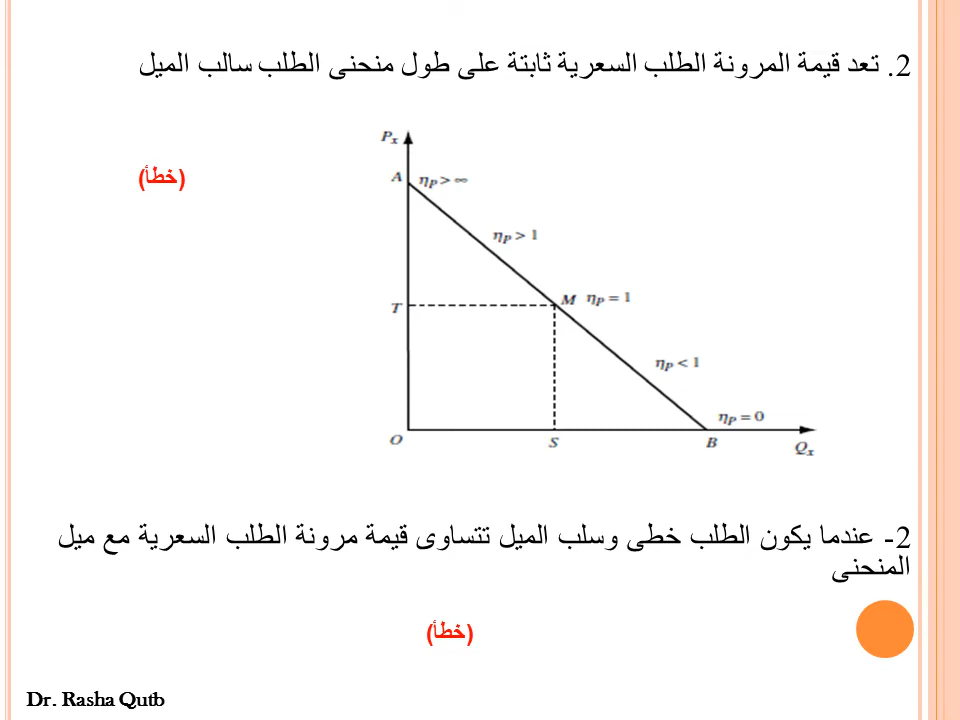 2. تعد قيمة المرونة الطلب السعرية ثابتة على طول منحنى الطلب سالب الميل
(خطأ)
Px
A
ηP > ∞
ηP > 1
T
M ηP = 1
ηP < 1
ηP = 0
O
S
B
Qx
2- عندما يكون الطلب خطى وسلب الميل تتساوى قيمة مرونة الطلب السعرية مع ميل
المنحنى
(خطأ)
Dr. Rasha Qutb